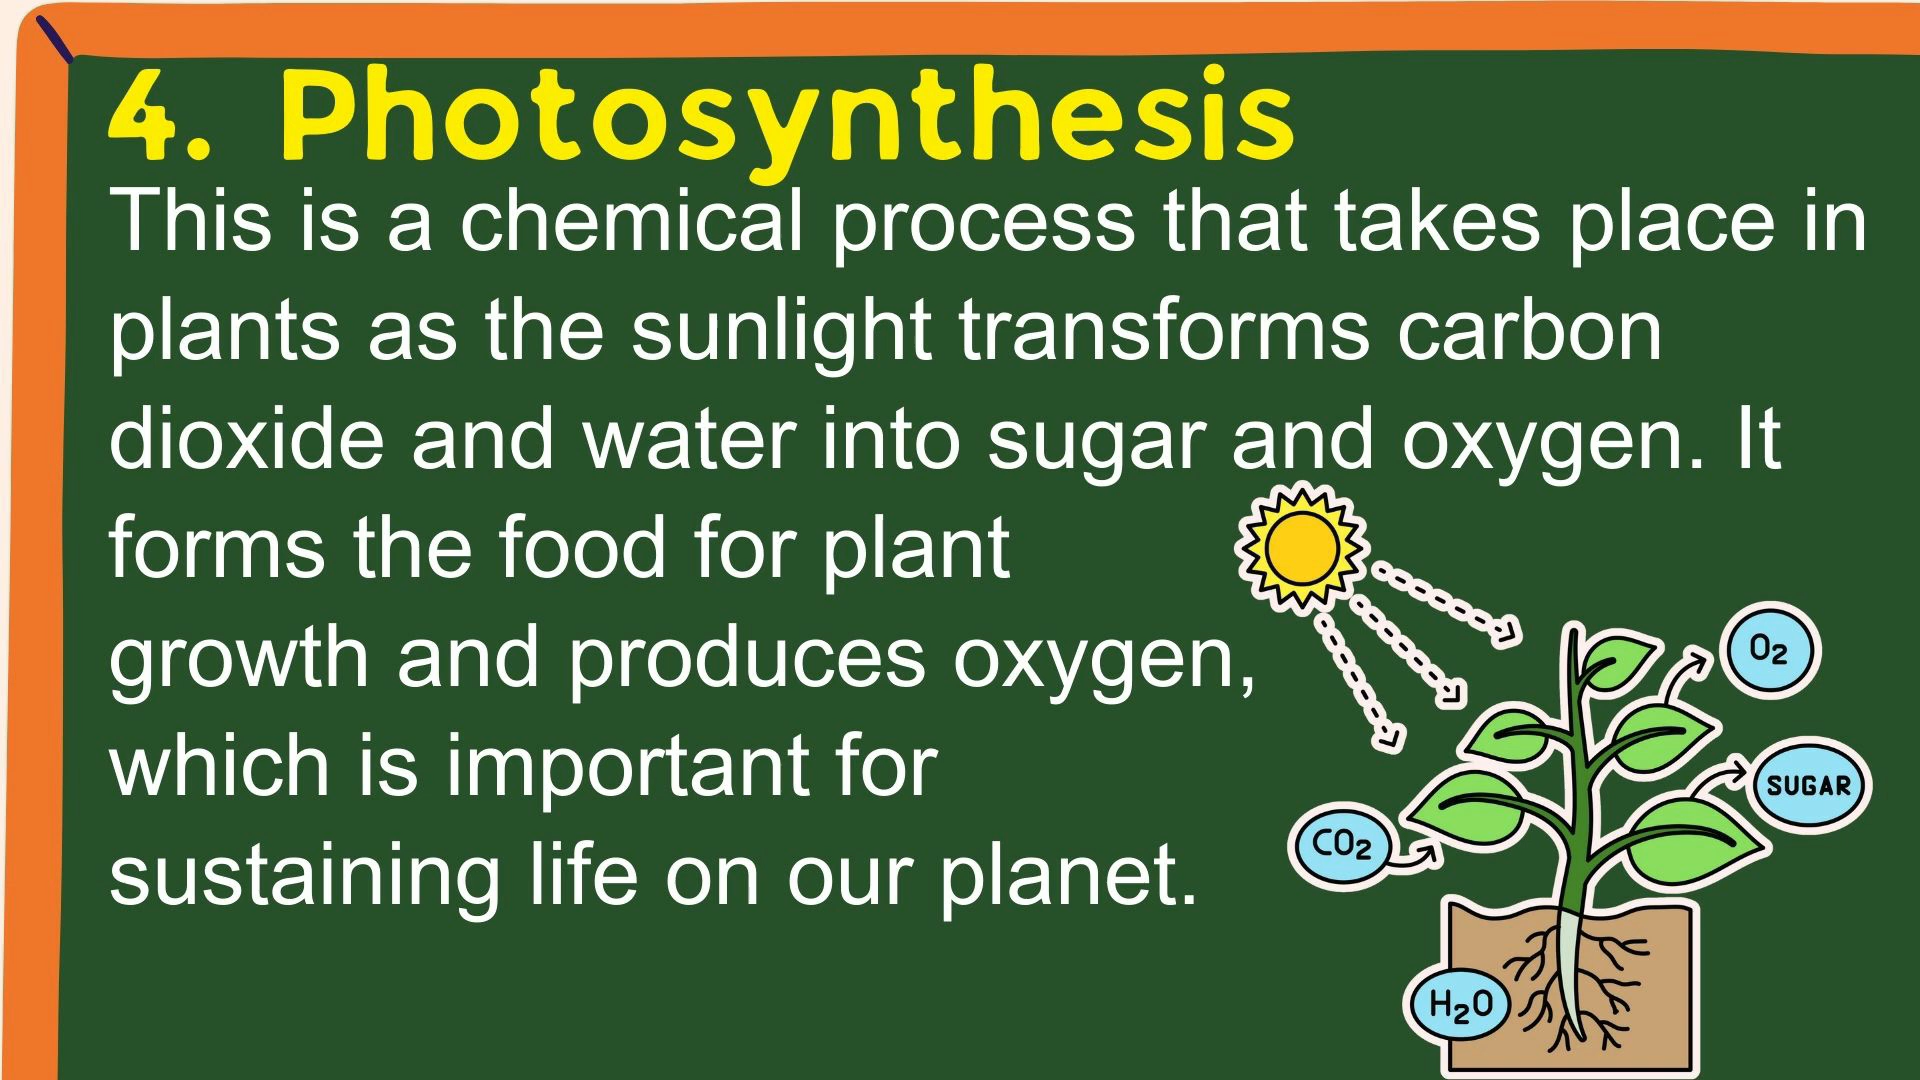 4. Photosynthesis
This is a chemical process that takes place in
plants as the sunlight transforms carbon
dioxide and water into sugar and oxygen. It
forms the food for plant
growth and produces oxygen,
which is important for
sustaining life on our planet.
O2
SUGAR
CO2
H2O